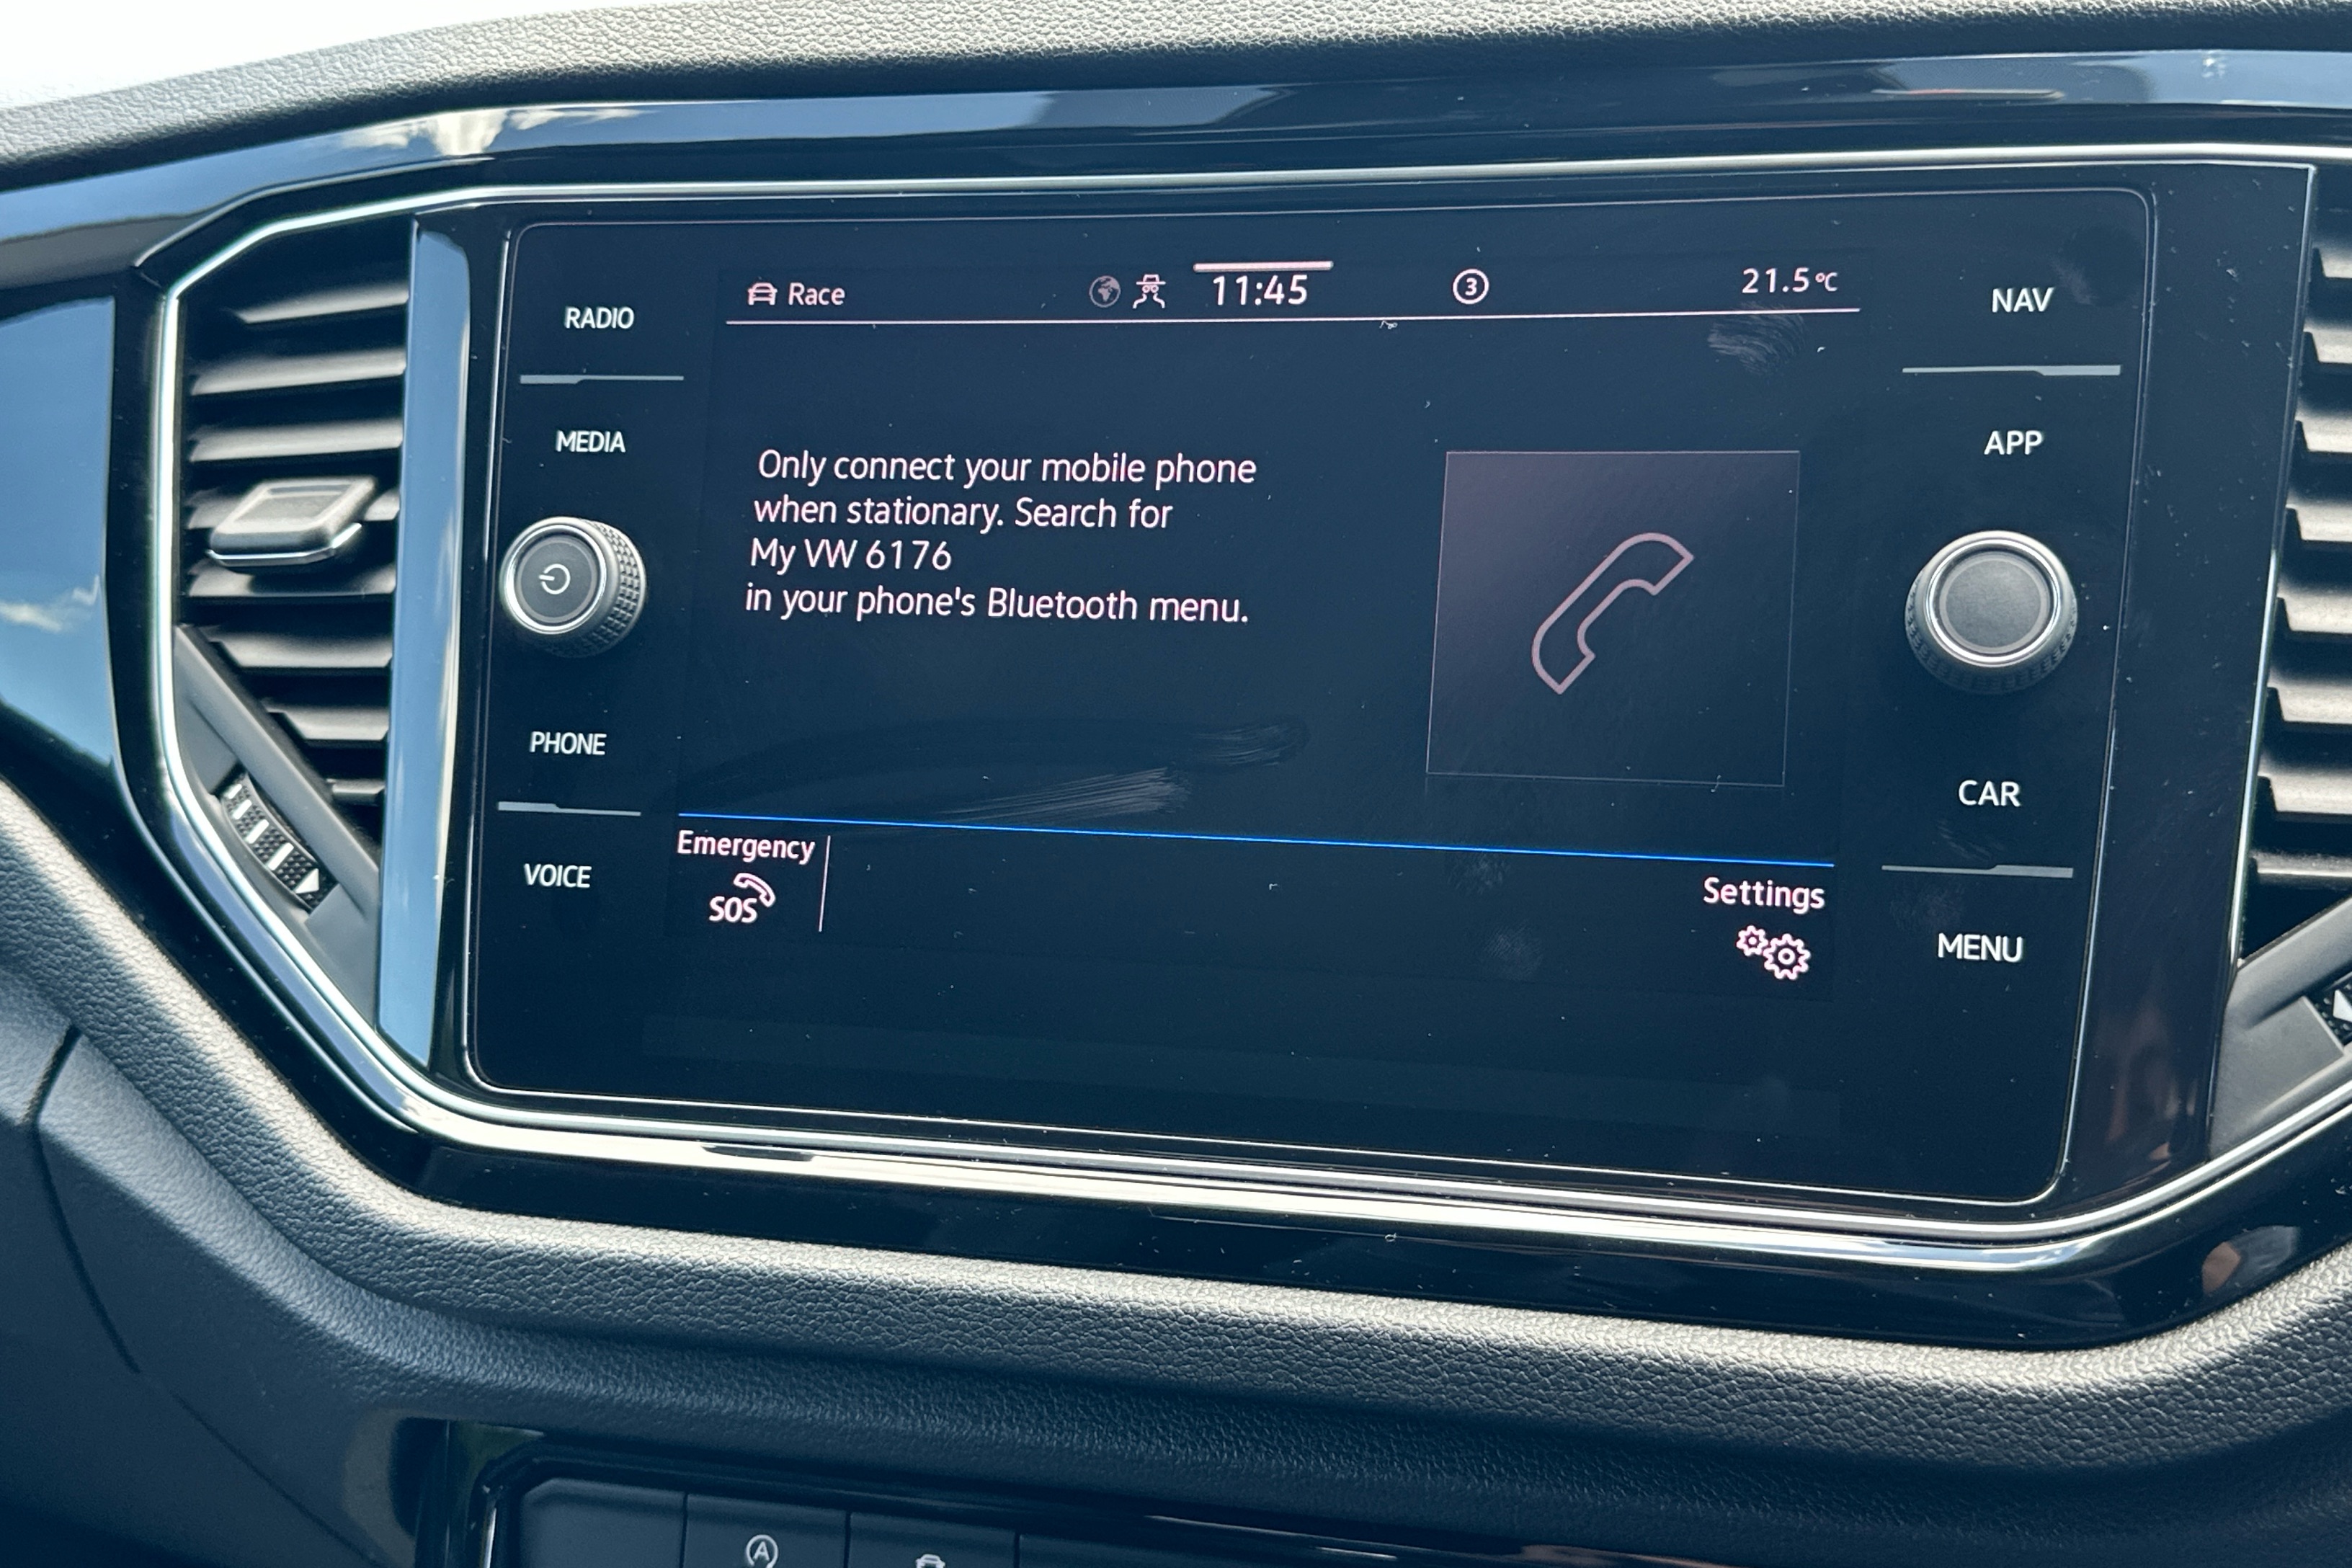 Race 11:45 3 21.5°C
RADIO
MEDIA
PHONE
VOICE
Only connect your mobile phone
when stationary. Search for
My VW 6176
in your phone's Bluetooth menu.
Emergency
SOS
Settings
NAV
APP
CAR
MENU
A